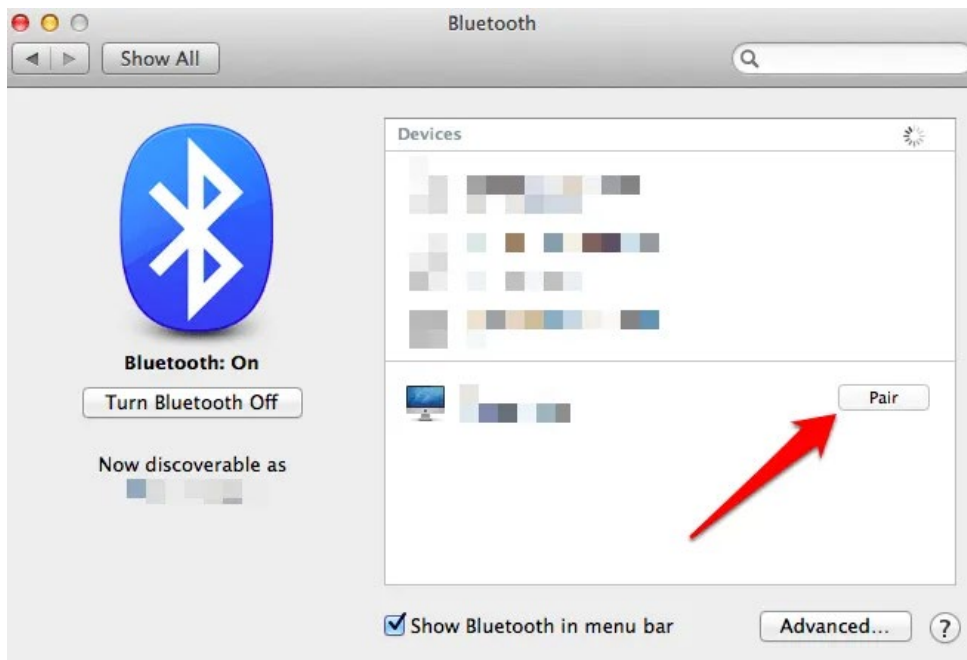 Bluetooth
Show All
Bluetooth: On
Turn Bluetooth Off
Now discoverable as
Devices
Pair
Show Bluetooth in menu bar
Advanced...
?